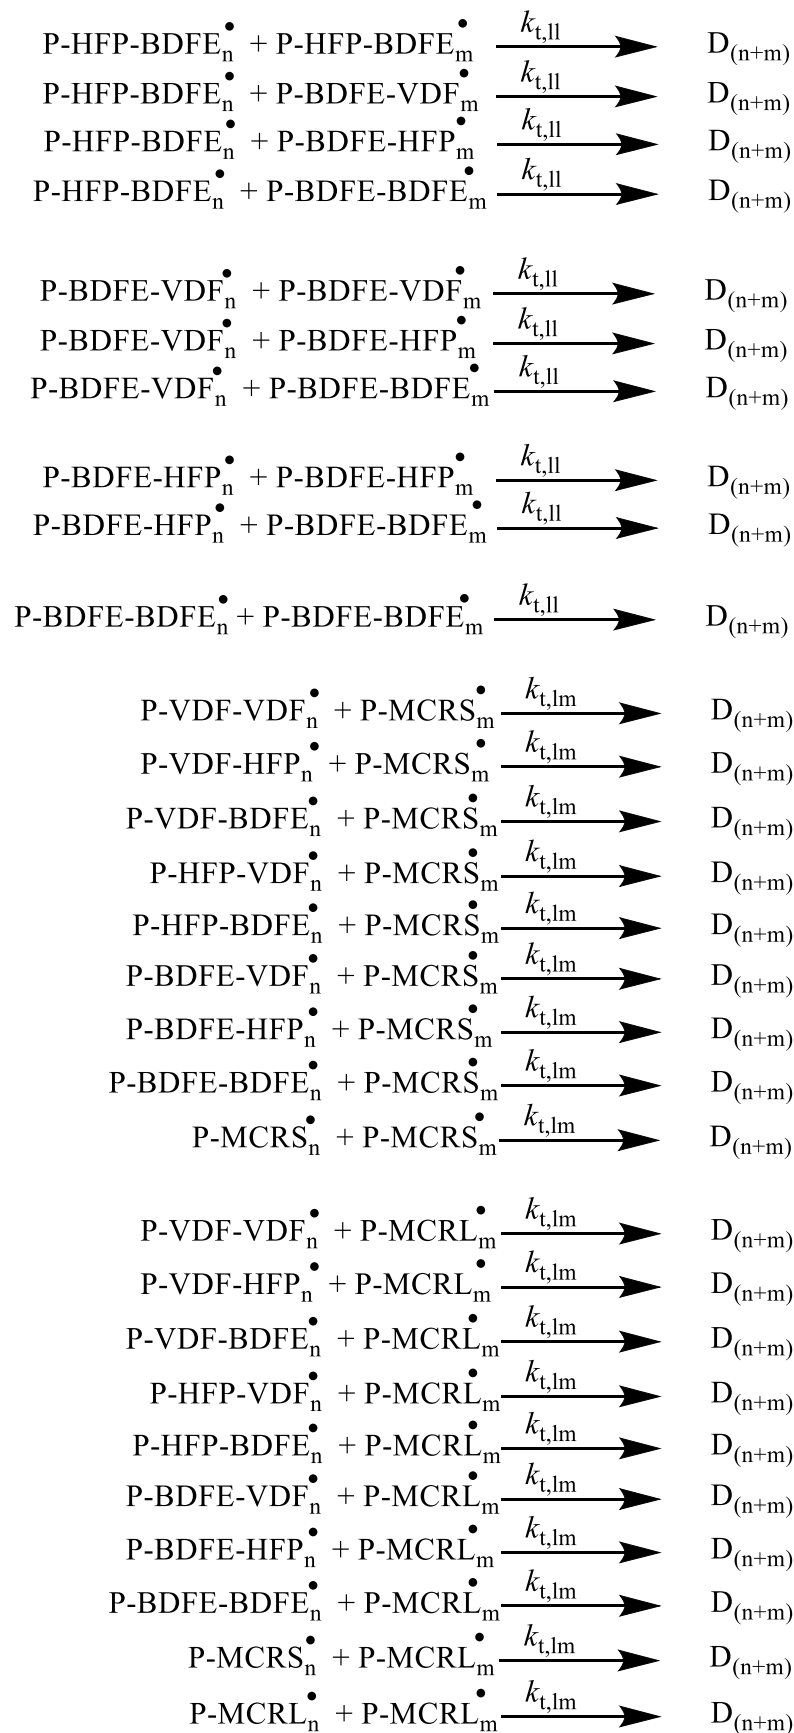 P-HFP-BDFE•n + P-HFP-BDFE•m kt,ll D(n+m)
P-HFP-BDFE•n + P-BDFE-VDF•m kt,ll D(n+m)
P-HFP-BDFE•n + P-BDFE-HFP•m kt,ll D(n+m)
P-HFP-BDFE•n + P-BDFE-BDFE•m kt,ll D(n+m)
P-BDFE-VDF•n + P-BDFE-VDF•m kt,ll D(n+m)
P-BDFE-VDF•n + P-BDFE-HFP•m kt,ll D(n+m)
P-BDFE-VDF•n + P-BDFE-BDFE•m kt,ll D(n+m)
P-BDFE-HFP•n + P-BDFE-HFP•m kt,ll D(n+m)
P-BDFE-HFP•n + P-BDFE-BDFE•m kt,ll D(n+m)
P-BDFE-BDFE•n + P-BDFE-BDFE•m kt,ll D(n+m)
P-VDF-VDF•n + P-MCRS•m kt,lm D(n+m)
P-VDF-HFP•n + P-MCRS•m kt,lm D(n+m)
P-VDF-BDFE•n + P-MCRS•m kt,lm D(n+m)
P-HFP-VDF•n + P-MCRS•m kt,lm D(n+m)
P-HFP-BDFE•n + P-MCRS•m kt,lm D(n+m)
P-BDFE-VDF•n + P-MCRS•m kt,lm D(n+m)
P-BDFE-HFP•n + P-MCRS•m kt,lm D(n+m)
P-BDFE-BDFE•n + P-MCRS•m kt,lm D(n+m)
P-MCRS•n + P-MCRS•m kt,lm D(n+m)
P-VDF-VDF•n + P-MCRL•m kt,lm D(n+m)
P-VDF-HFP•n + P-MCRL•m kt,lm D(n+m)
P-VDF-BDFE•n + P-MCRL•m kt,lm D(n+m)
P-HFP-VDF•n + P-MCRL•m kt,lm D(n+m)
P-HFP-BDFE•n + P-MCRL•m kt,lm D(n+m)
P-BDFE-VDF•n + P-MCRL•m kt,lm D(n+m)
P-BDFE-HFP•n + P-MCRL•m kt,lm D(n+m)
P-BDFE-BDFE•n + P-MCRL•m kt,lm D(n+m)
P-MCRS•n + P-MCRL•m kt,lm D(n+m)
P-MCRL•n + P-MCRL•m kt,lm D(n+m)